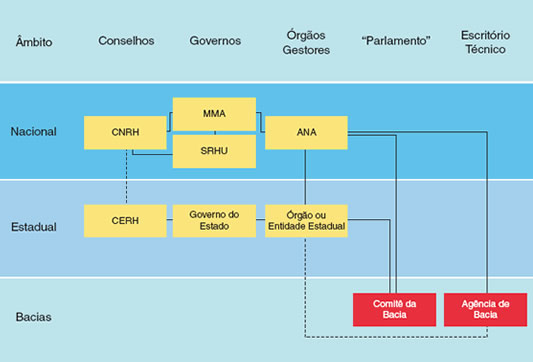 Âmbito
Conselhos
Governos
Órgãos
Gestores
“Parlamento”
Escritório
Técnico
Nacional
CNRH
MMA
SRHU
ANA
Estadual
CERH
Governo do
Estado
Órgão ou
Entidade Estadual
Bacias
Comitê da
Bacia
Agência de
Bacia